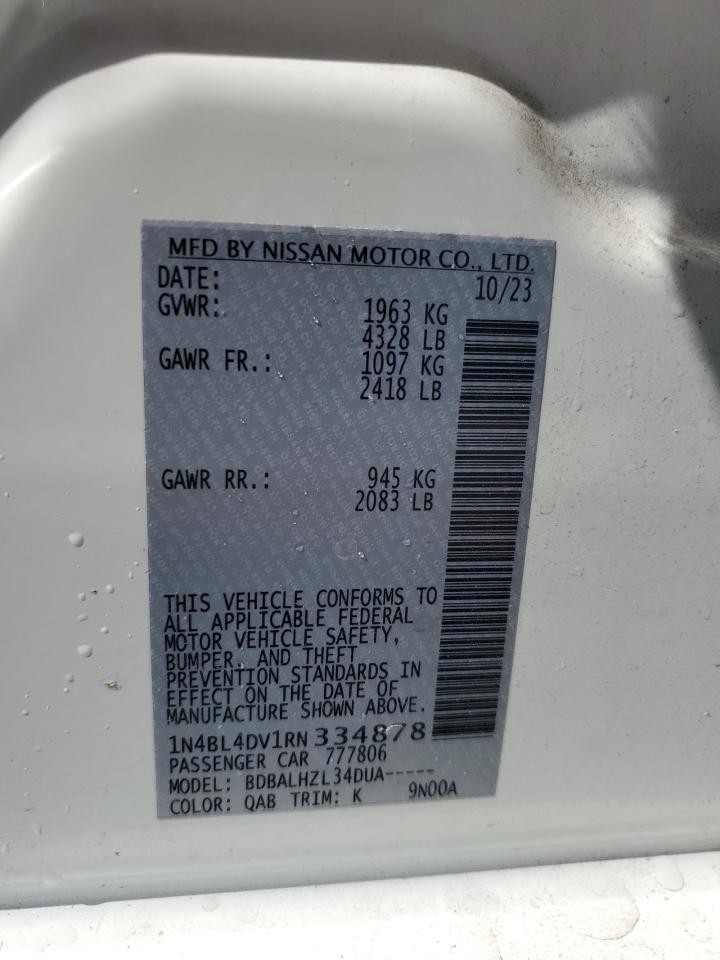 MFD BY NISSAN MOTOR CO., LTD.
DATE: 10/23
GVWR: 1963 KG
4328 LB
GAWR FR.: 1097 KG
2418 LB
GAWR RR.: 945 KG
2083 LB
THIS VEHICLE CONFORMS TO
ALL APPLICABLE FEDERAL
MOTOR VEHICLE SAFETY,
BUMPER, AND THEFT
PREVENTION STANDARDS IN
EFFECT ON THE DATE OF
MANUFACTURE SHOWN ABOVE.
1N4BL4DV1RN334878
PASSENGER CAR 777806
MODEL: BDBALHZL34DUA-----
COLOR: QAB TRIM: K 9N00A